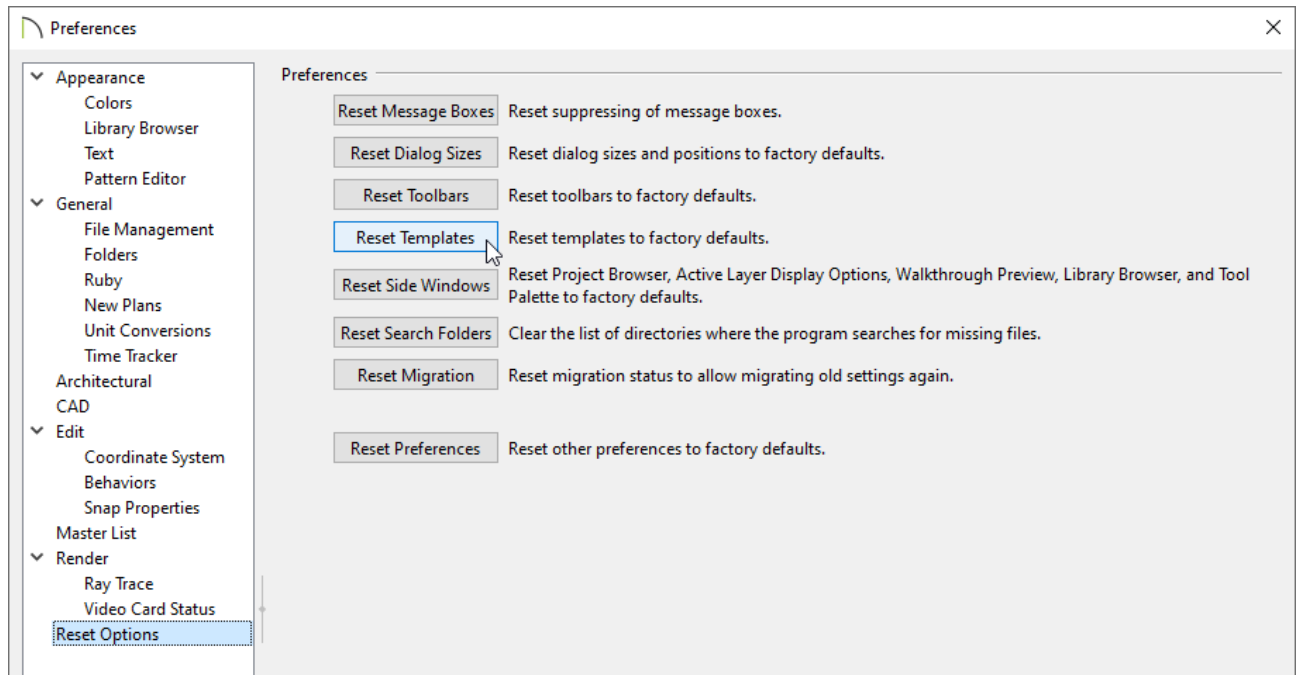 Preferences
Appearance
Colors
Library Browser
Text
Pattern Editor
General
File Management
Folders
Ruby
New Plans
Unit Conversions
Time Tracker
Architectural
CAD
Edit
Coordinate System
Behaviors
Snap Properties
Master List
Render
Ray Trace
Video Card Status
Reset Options
Preferences
Reset Message Boxes Reset suppressing of message boxes.
Reset Dialog Sizes Reset dialog sizes and positions to factory defaults.
Reset Toolbars Reset toolbars to factory defaults.
Reset Templates Reset templates to factory defaults.
Reset Side Windows Reset Project Browser, Active Layer Display Options, Walkthrough Preview, Library Browser, and Tool
Palette to factory defaults.
Reset Search Folders Clear the list of directories where the program searches for missing files.
Reset Migration Reset migration status to allow migrating old settings again.
Reset Preferences Reset other preferences to factory defaults.